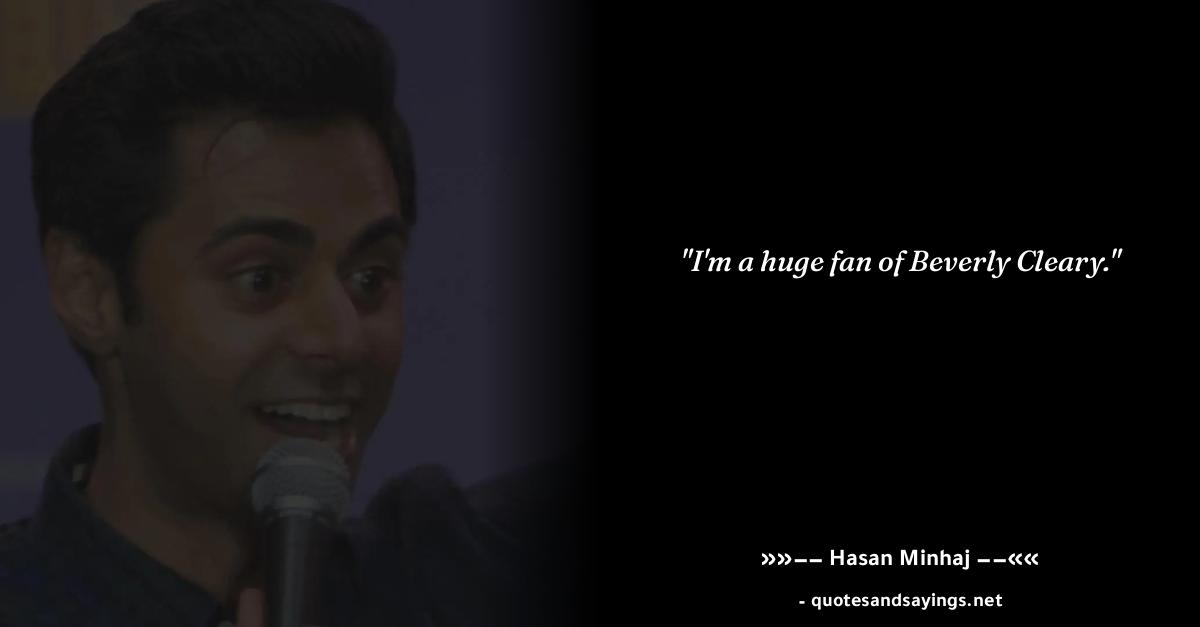 "I'm a huge fan of Beverly Cleary."
»»–– Hasan Minhaj ––««
- quotesandsayings.net